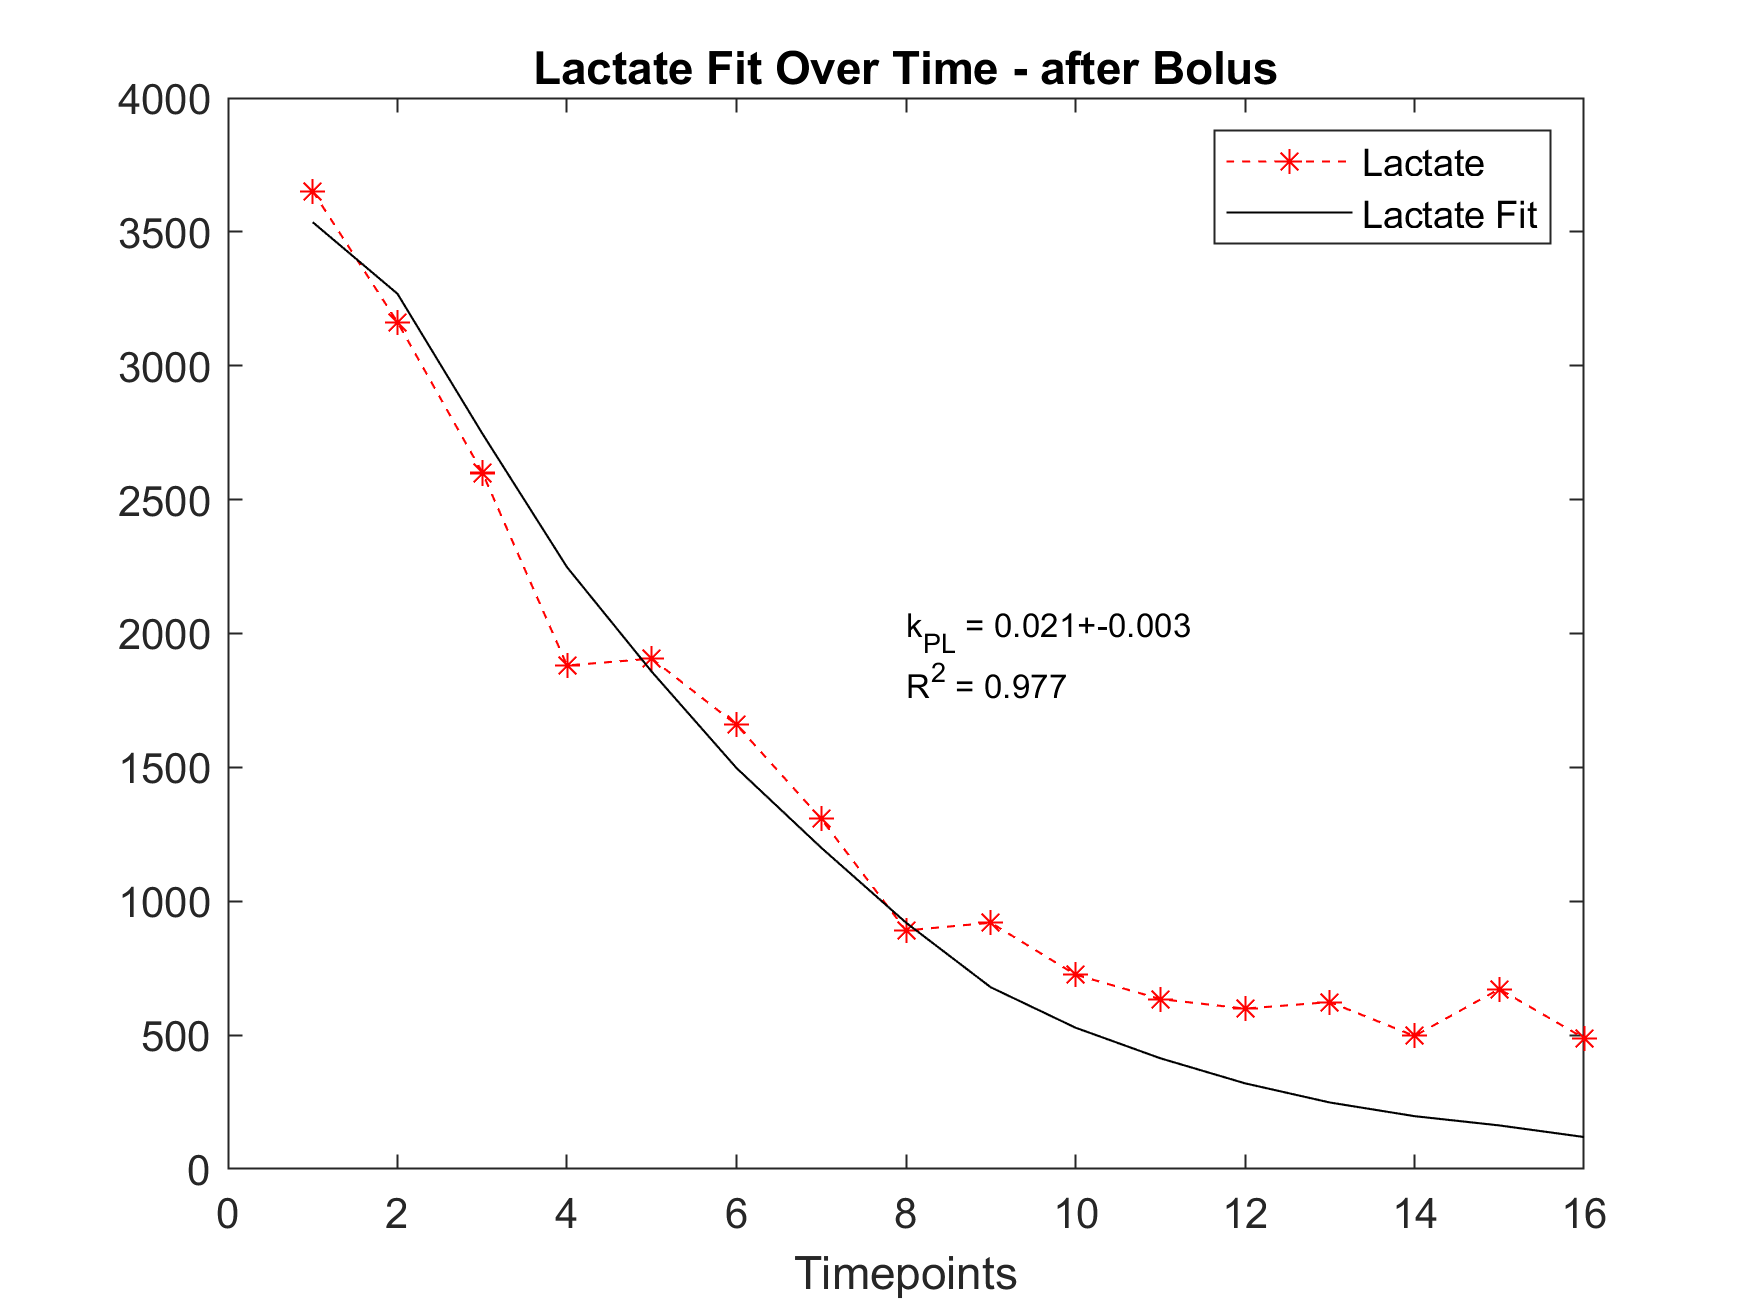 Lactate Fit Over Time - after Bolus
4000
3500
3000
2500
2000
1500
1000
500
0
Lactate
Lactate Fit
k_PL = 0.021+-0.003
R^2 = 0.977
0 2 4 6 8 10 12 14 16
Timepoints